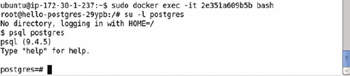 ubuntu@ip-172-30-1-237:~$ sudo docker exec -it 2e351a609b5b bash
root@hello-postgres-29ypb:/# su -l postgres
No directory, logging in with HOME=/
$ psql postgres
psql (9.4.5)
Type "help" for help.
postgres=#